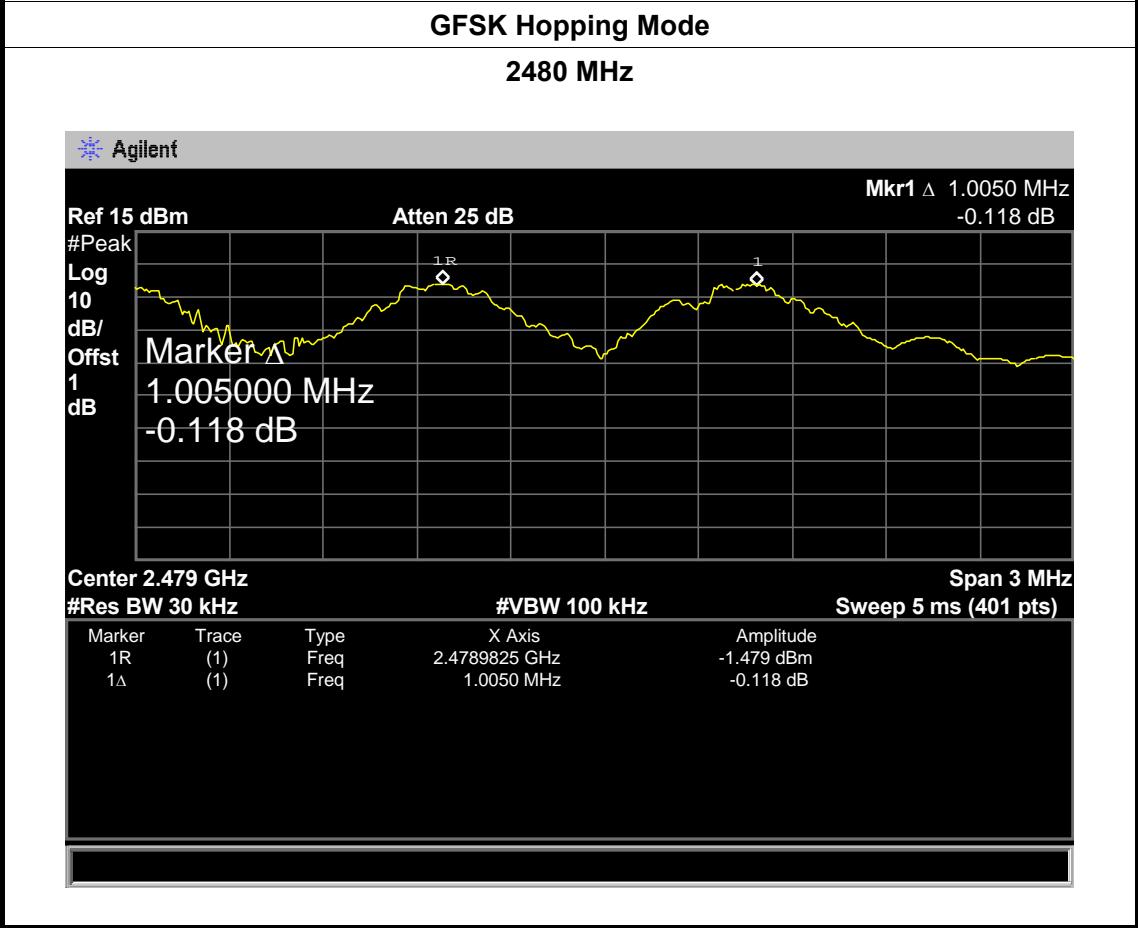 GFSK Hopping Mode
2480 MHz
Agilent
Mkr1 Δ 1.0050 MHz
Ref 15 dBm Atten 25 dB -0.118 dB
#Peak
Log
10
dB/
Offst
1
dB
1R 1
Marker Δ
1.005000 MHz
-0.118 dB
Center 2.479 GHz Span 3 MHz
#Res BW 30 kHz #VBW 100 kHz Sweep 5 ms (401 pts)
Marker Trace Type X Axis Amplitude
1R (1) Freq 2.4789825 GHz -1.479 dBm
1Δ (1) Freq 1.0050 MHz -0.118 dB